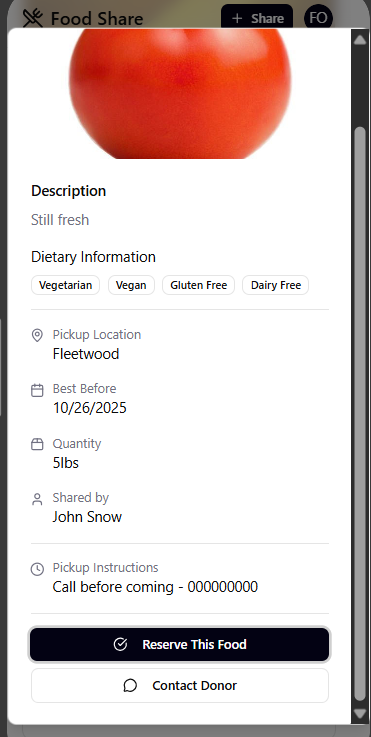 Food Share
+ Share
FO
Description
Still fresh
Dietary Information
Vegetarian
Vegan
Gluten Free
Dairy Free
Pickup Location
Fleetwood
Best Before
10/26/2025
Quantity
5lbs
Shared by
John Snow
Pickup Instructions
Call before coming - 000000000
Reserve This Food
Contact Donor